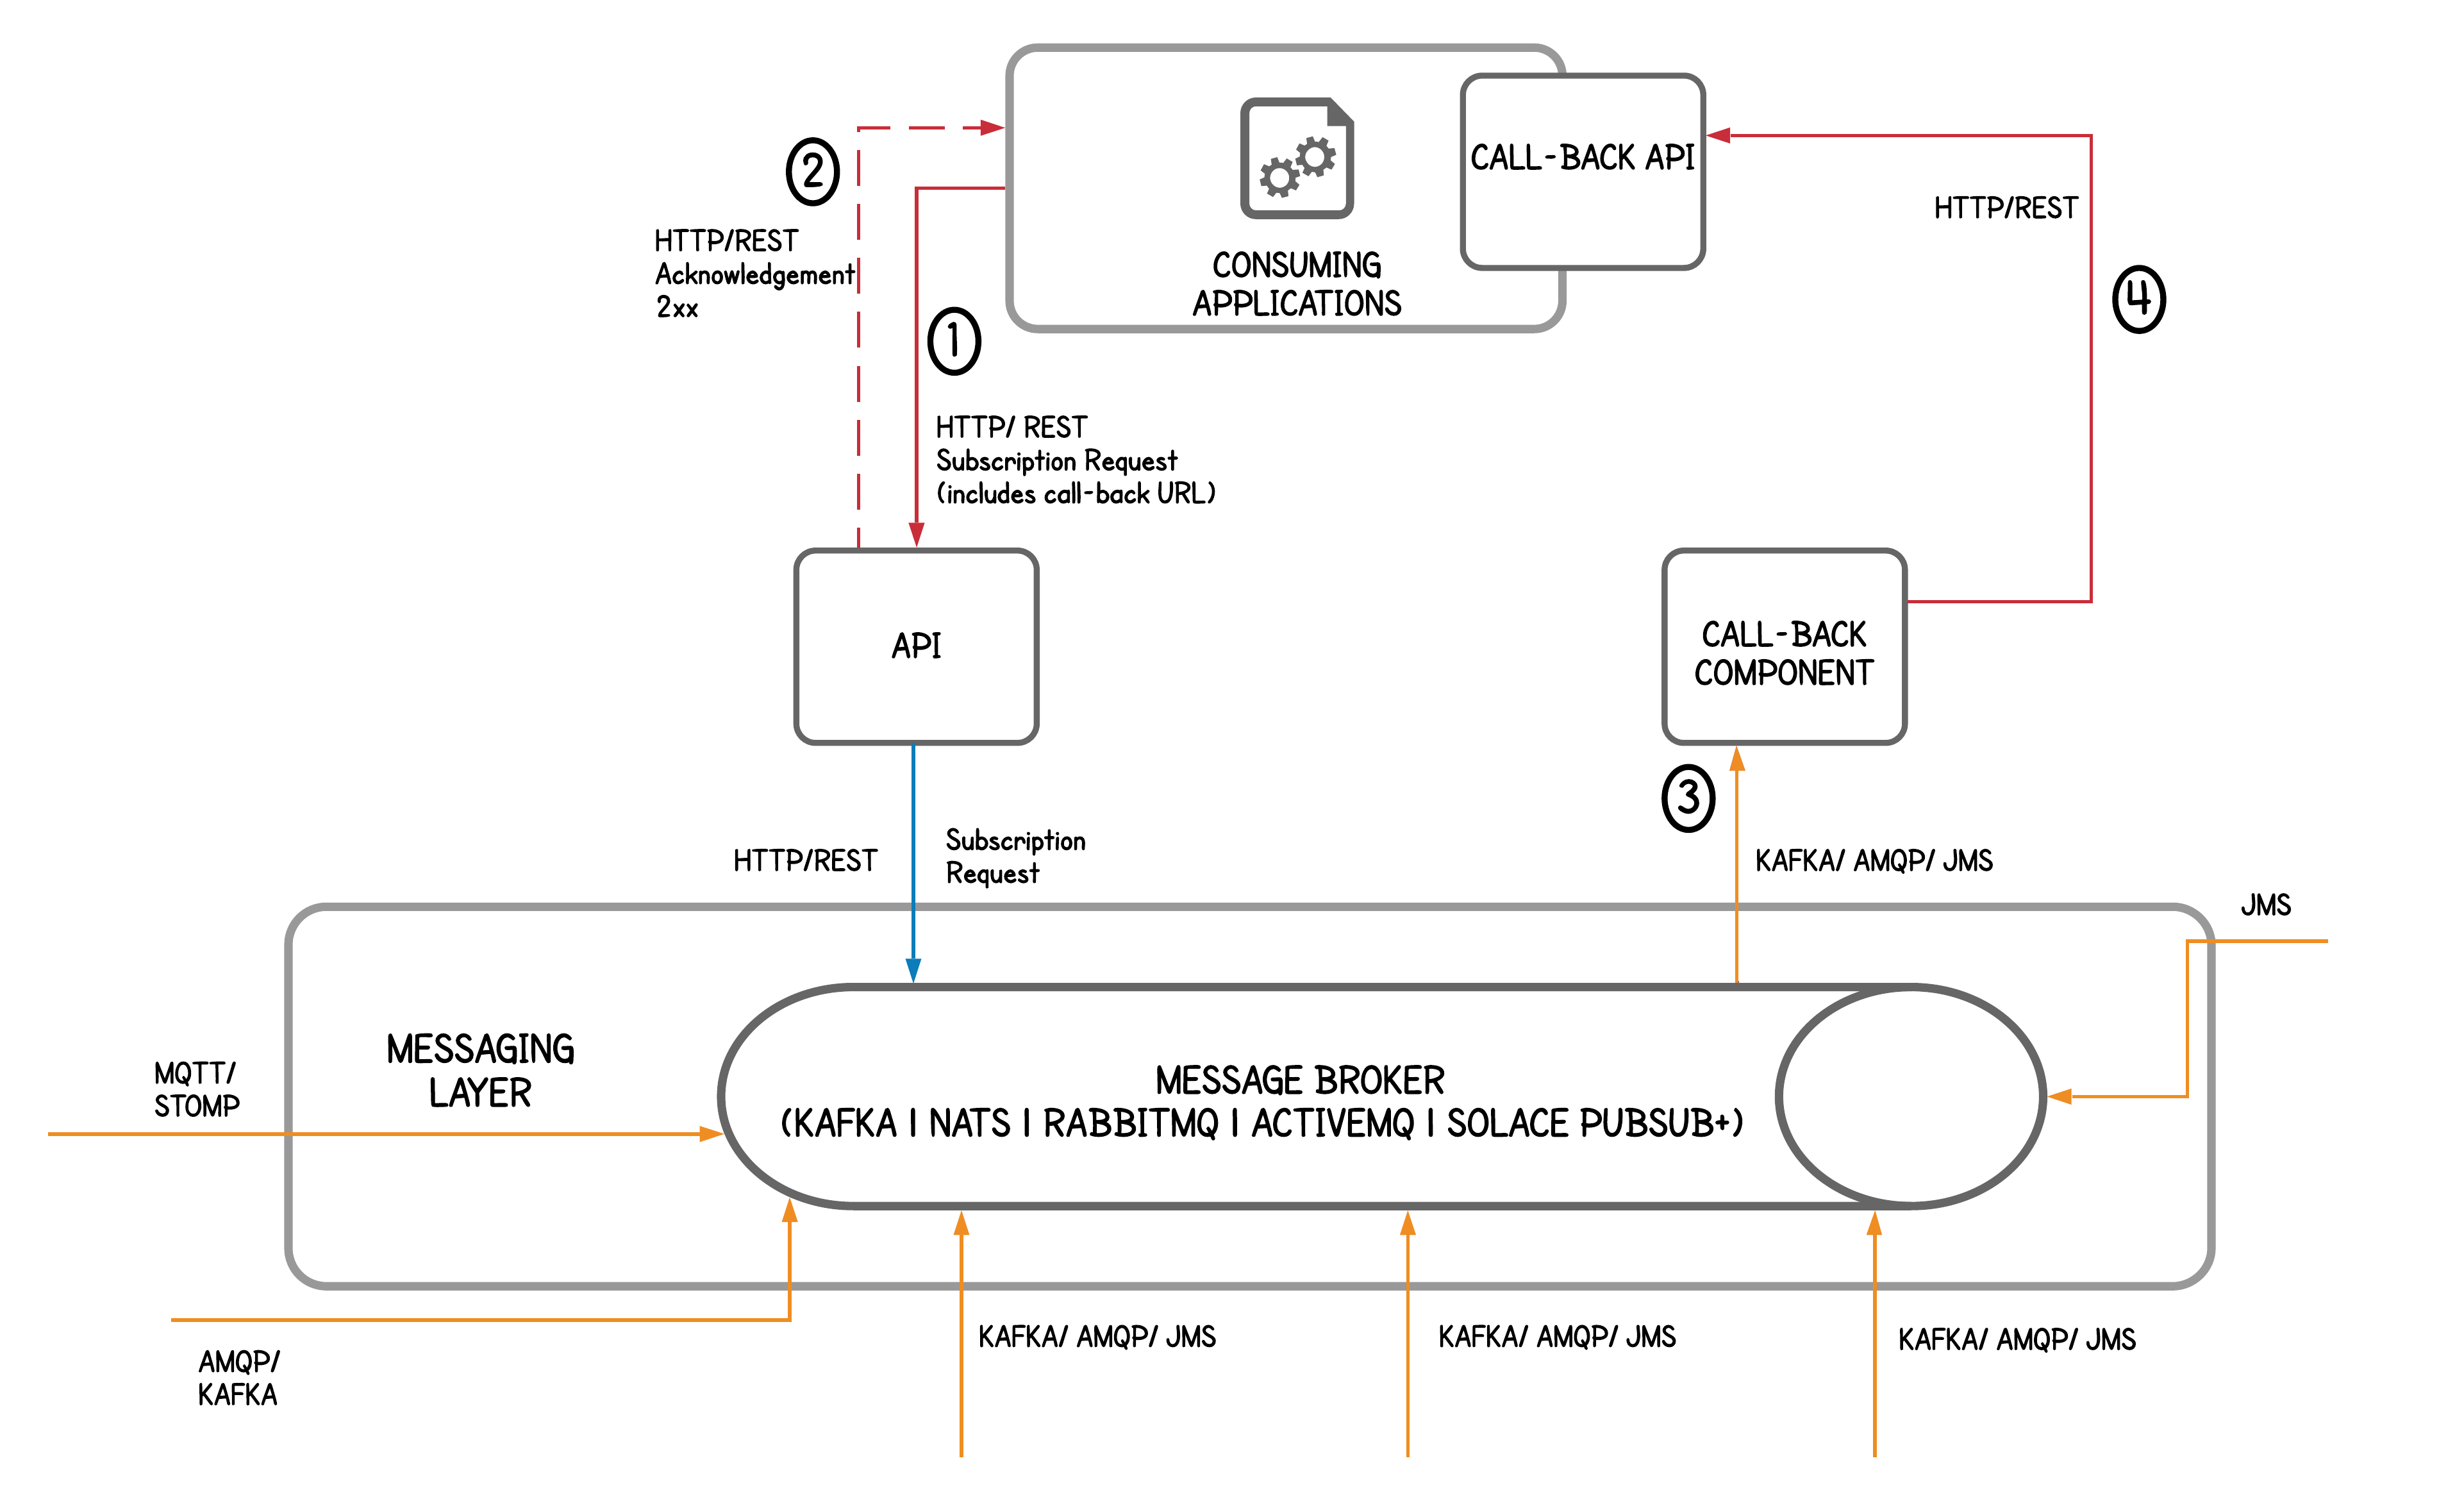 CALL-BACK API
2
HTTP/REST
HTTP/REST
Acknowledgement
2xx
CONSUMING
APPLICATIONS
4
1
HTTP/ REST
Subscription Request
(includes call-back URL)
API
CALL-BACK
COMPONENT
3
HTTP/REST
Subscription
Request
KAFKA/ AMQP/ JMS
JMS
MESSAGING
LAYER
MQTT/
STOMP
MESSAGE BROKER
(KAFKA | NATS | RABBITMQ | ACTIVEMQ | SOLACE PUBSUB+)
AMQP/
KAFKA
KAFKA/ AMQP/ JMS
KAFKA/ AMQP/ JMS
KAFKA/ AMQP/ JMS